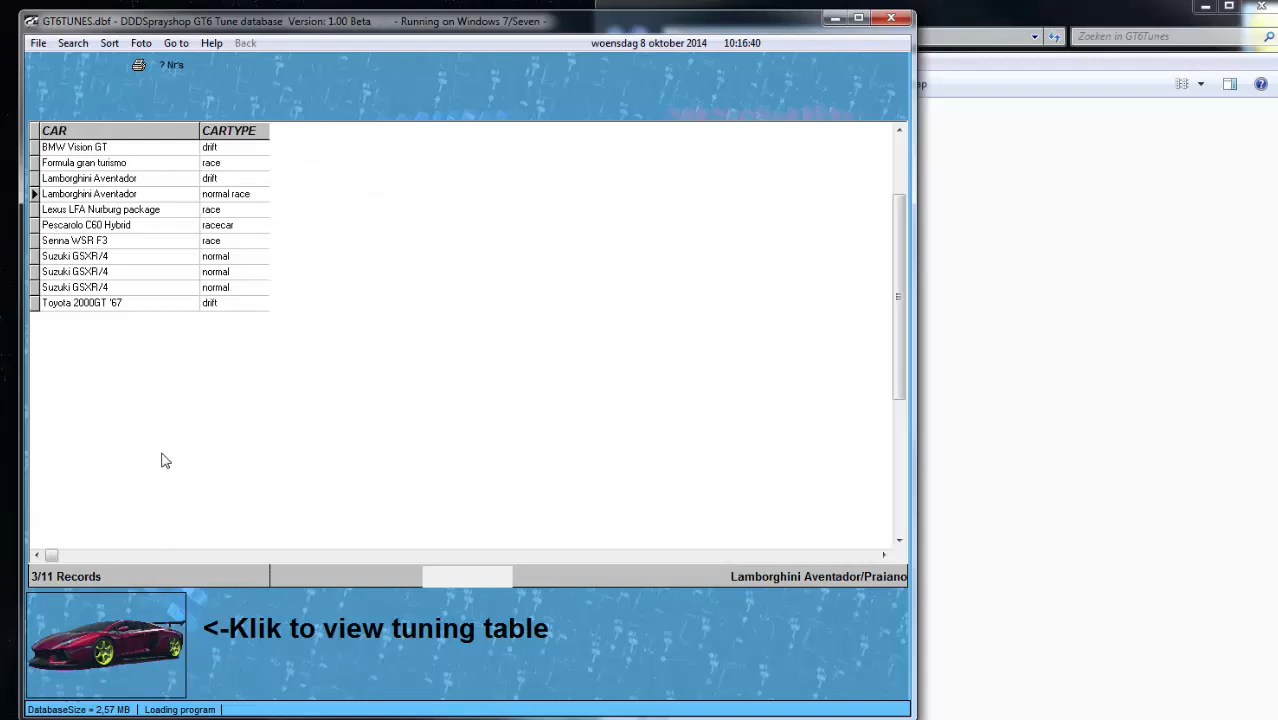 GT6TUNES.dbf - DDDSprayshop GT6 Tune database Version: 1.00 Beta - Running on Windows 7/Seven -
File Search Sort Foto Go to Help Back woensdag 8 oktober 2014 10:16:40
Zoeken in GT6Tunes
? Nr's
CAR CARTYPE
BMW Vision GT drift
Formula gran turismo race
Lamborghini Aventador drift
Lamborghini Aventador normal race
Lexus LFA Nurburg package race
Pescarolo C60 Hybrid racecar
Senna WSR F3 race
Suzuki GSXR/4 normal
Suzuki GSXR/4 normal
Suzuki GSXR/4 normal
Toyota 2000GT '67 drift
3/11 Records Lamborghini Aventador/Praiano
<-Klik to view tuning table
DatabaseSize = 2,57 MB Loading program